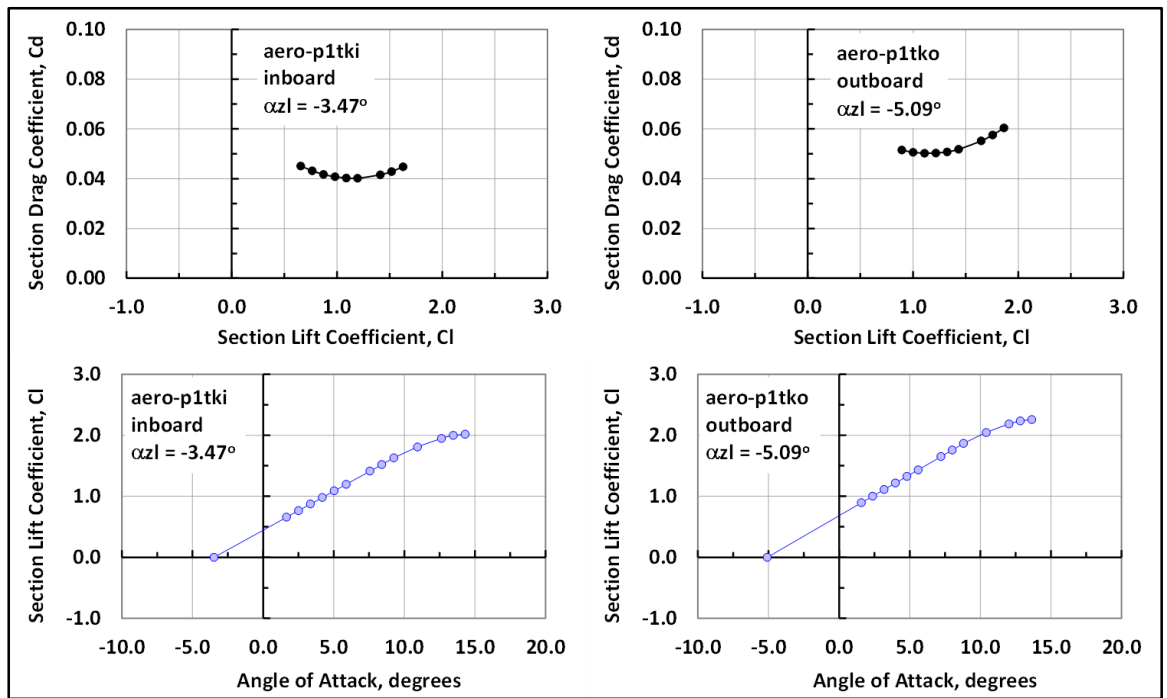 Section Drag Coefficient, Cd
0.10
0.08
0.06
0.04
0.02
0.00
aero-p1tki
inboard
αzl = -3.47°
-1.0
0.0
1.0
2.0
3.0
Section Lift Coefficient, Cl
Section Drag Coefficient, Cd
0.10
0.08
0.06
0.04
0.02
0.00
aero-p1tko
outboard
αzl = -5.09°
-1.0
0.0
1.0
2.0
3.0
Section Lift Coefficient, Cl
Section Lift Coefficient, Cl
3.0
2.0
1.0
0.0
-1.0
aero-p1tki
inboard
αzl = -3.47°
-10.0
-5.0
0.0
5.0
10.0
15.0
20.0
Angle of Attack, degrees
Section Lift Coefficient, Cl
3.0
2.0
1.0
0.0
-1.0
aero-p1tko
outboard
αzl = -5.09°
-10.0
-5.0
0.0
5.0
10.0
15.0
20.0
Angle of Attack, degrees